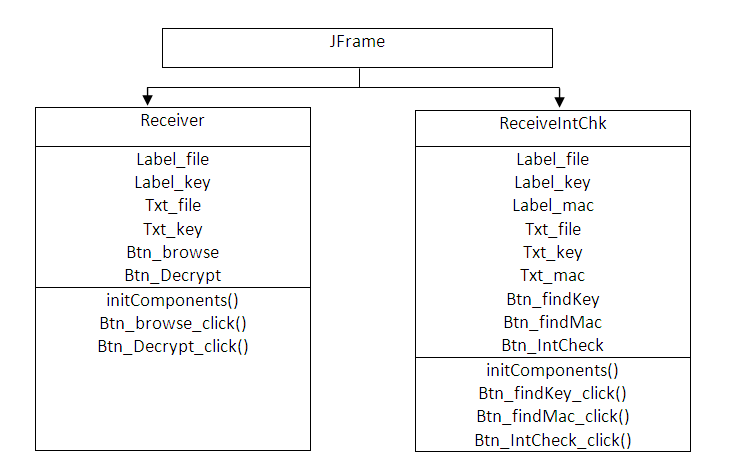 JFrame
Receiver
Label_file
Label_key
Txt_file
Txt_key
Btn_browse
Btn_Decrypt
initComponents()
Btn_browse_click()
Btn_Decrypt_click()
ReceiveIntChk
Label_file
Label_key
Label_mac
Txt_file
Txt_key
Txt_mac
Btn_findKey
Btn_findMac
Btn_IntCheck
initComponents()
Btn_findKey_click()
Btn_findMac_click()
Btn_IntCheck_click()